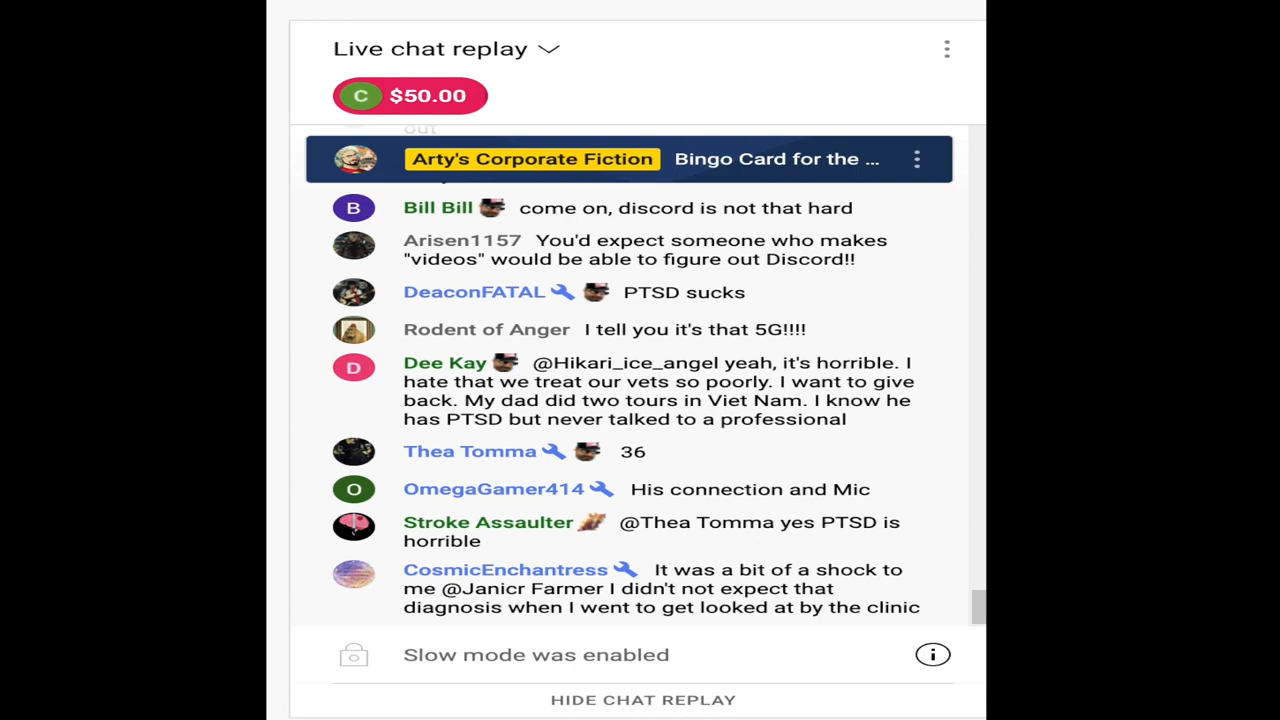 Live chat replay
C $50.00
out
Arty's Corporate Fiction Bingo Card for the ...
B Bill Bill come on, discord is not that hard
Arisen1157 You'd expect someone who makes
"videos" would be able to figure out Discord!!
DeaconFATAL PTSD sucks
Rodent of Anger I tell you it's that 5G!!!!
D Dee Kay @Hikari_ice_angel yeah, it's horrible. I
hate that we treat our vets so poorly. I want to give
back. My dad did two tours in Viet Nam. I know he
has PTSD but never talked to a professional
Thea Tomma 36
O OmegaGamer414 His connection and Mic
Stroke Assaulter @Thea Tomma yes PTSD is
horrible
CosmicEnchantress It was a bit of a shock to
me @Janicr Farmer I didn't not expect that
diagnosis when I went to get looked at by the clinic
Slow mode was enabled
HIDE CHAT REPLAY